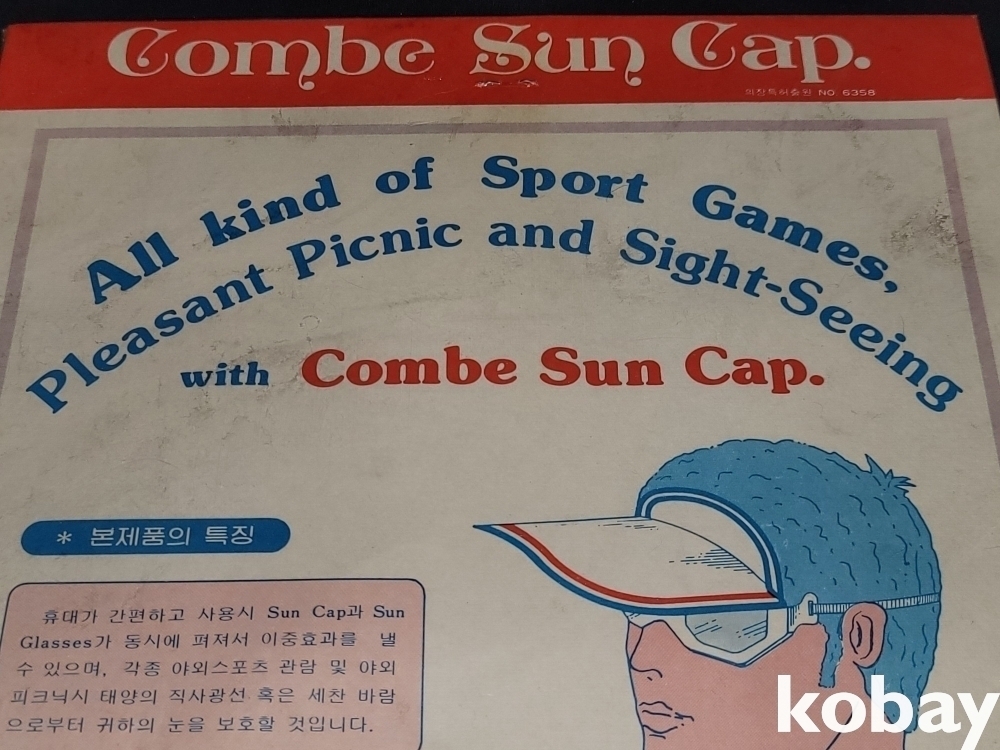 Combe Sun Cap.
의장특허출원 NO 6358
All kind of Sport Games,
Pleasant Picnic and Sight-Seeing
with Combe Sun Cap.
* 본제품의 특징
휴대가 간편하고 사용시 Sun Cap과 Sun
Glasses가 동시에 펴져서 이중효과를 낼
수 있으며, 각종 야외스포츠 관람 및 야외
피크닉시 태양의 직사광선 혹은 세찬 바람
으로부터 귀하의 눈을 보호할 것입니다.
kobay